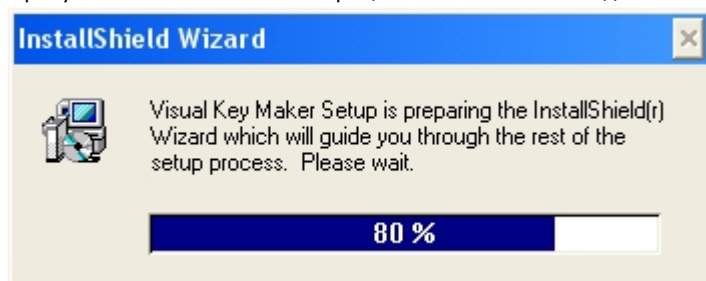 InstallShield Wizard
Visual Key Maker Setup is preparing the InstallShield(r)
Wizard which will guide you through the rest of the
setup process. Please wait.
80 %